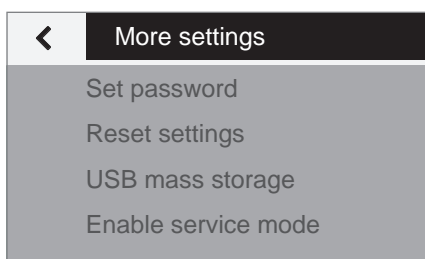 More settings
Set password
Reset settings
USB mass storage
Enable service mode